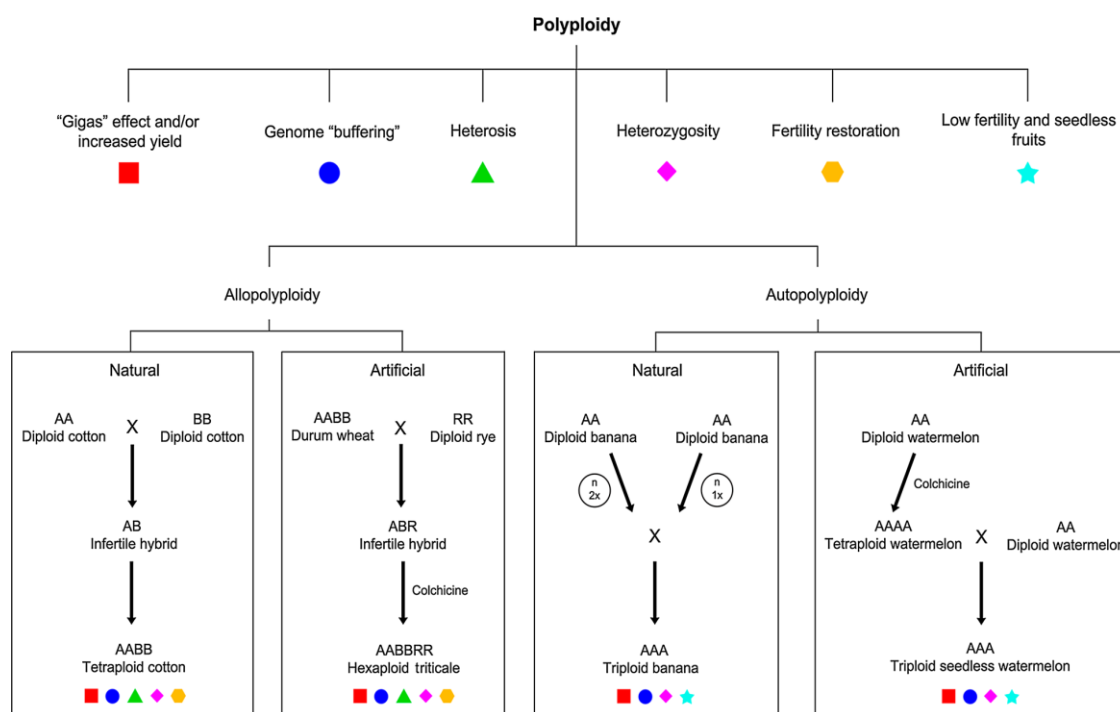 Polyploidy
"Gigas" effect and/or
increased yield
Genome "buffering"
Heterosis
Heterozygosity
Fertility restoration
Low fertility and seedless
fruits
Allopolyploidy
Autopolyploidy
Natural
AA
Diploid cotton
X
BB
Diploid cotton
AB
Infertile hybrid
AABB
Tetraploid cotton
Artificial
AABB
Durum wheat
X
RR
Diploid rye
ABR
Infertile hybrid
Colchicine
AABBRR
Hexaploid triticale
Natural
AA
Diploid banana
AA
Diploid banana
n
2x
n
1x
X
AAA
Triploid banana
Artificial
AA
Diploid watermelon
Colchicine
AAAA
Tetraploid watermelon
X
AA
Diploid watermelon
AAA
Triploid seedless watermelon